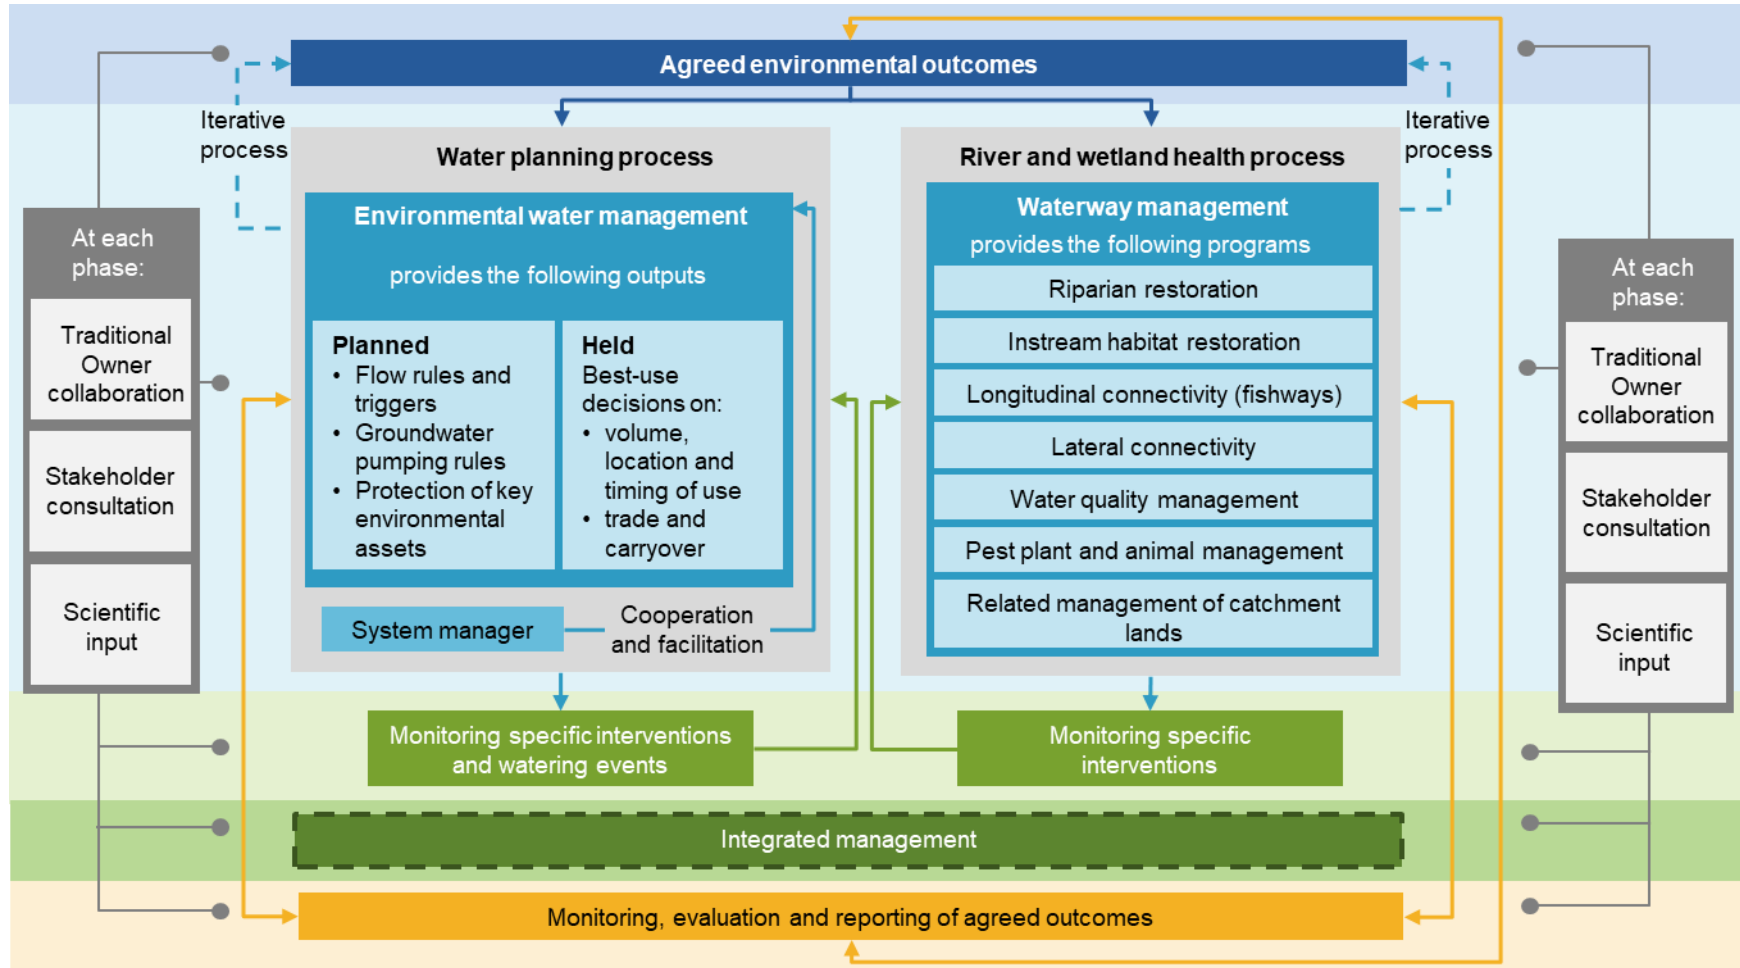 Agreed environmental outcomes
Iterative
process
Iterative
process
At each
phase:
Traditional
Owner
collaboration
Stakeholder
consultation
Scientific
input
Water planning process
Environmental water management
provides the following outputs
Planned
• Flow rules and
triggers
• Groundwater
pumping rules
• Protection of key
environmental
assets
Held
Best-use
decisions on:
• volume,
location and
timing of use
• trade and
carryover
System manager
Cooperation
and facilitation
River and wetland health process
Waterway management
provides the following programs
Riparian restoration
Instream habitat restoration
Longitudinal connectivity (fishways)
Lateral connectivity
Water quality management
Pest plant and animal management
Related management of catchment
lands
At each
phase:
Traditional
Owner
collaboration
Stakeholder
consultation
Scientific
input
Monitoring specific interventions
and watering events
Monitoring specific
interventions
Integrated management
Monitoring, evaluation and reporting of agreed outcomes